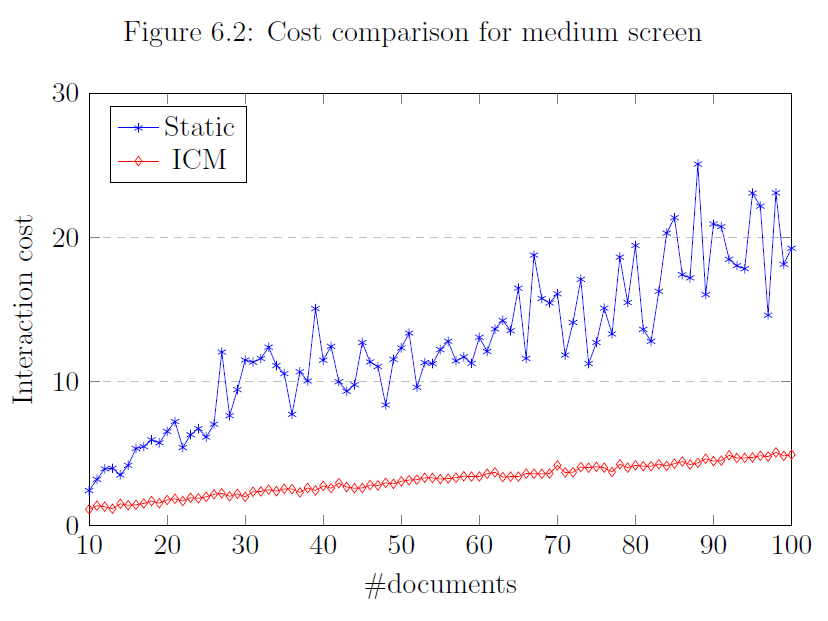 Figure 6.2: Cost comparison for medium screen
30
Static
ICM
20
Interaction cost
10
0
10 20 30 40 50 60 70 80 90 100
#documents